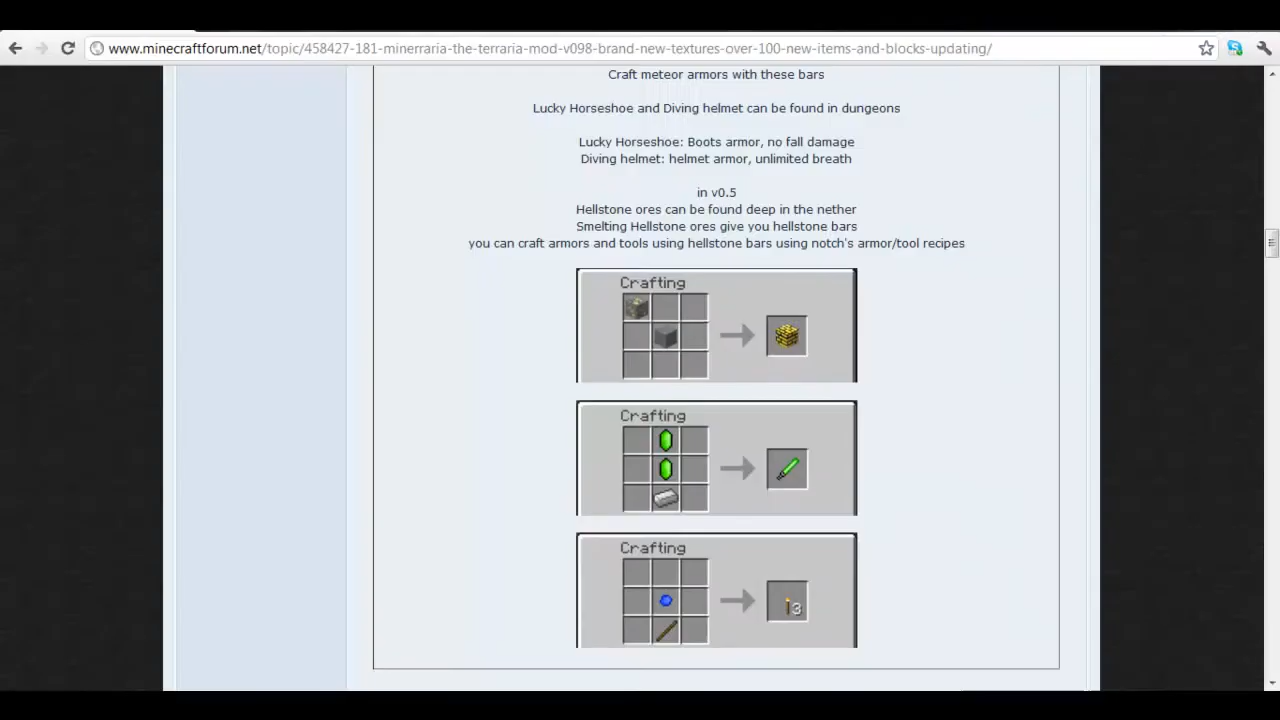 www.minecraftforum.net/topic/458427-181-minerraria-the-terraria-mod-v098-brand-new-textures-over-100-new-items-and-blocks-updating/
Craft meteor armors with these bars
Lucky Horseshoe and Diving helmet can be found in dungeons
Lucky Horseshoe: Boots armor, no fall damage
Diving helmet: helmet armor, unlimited breath
in v0.5
Hellstone ores can be found deep in the nether
Smelting Hellstone ores give you hellstone bars
you can craft armors and tools using hellstone bars using notch's armor/tool recipes
Crafting
Crafting
Crafting
3